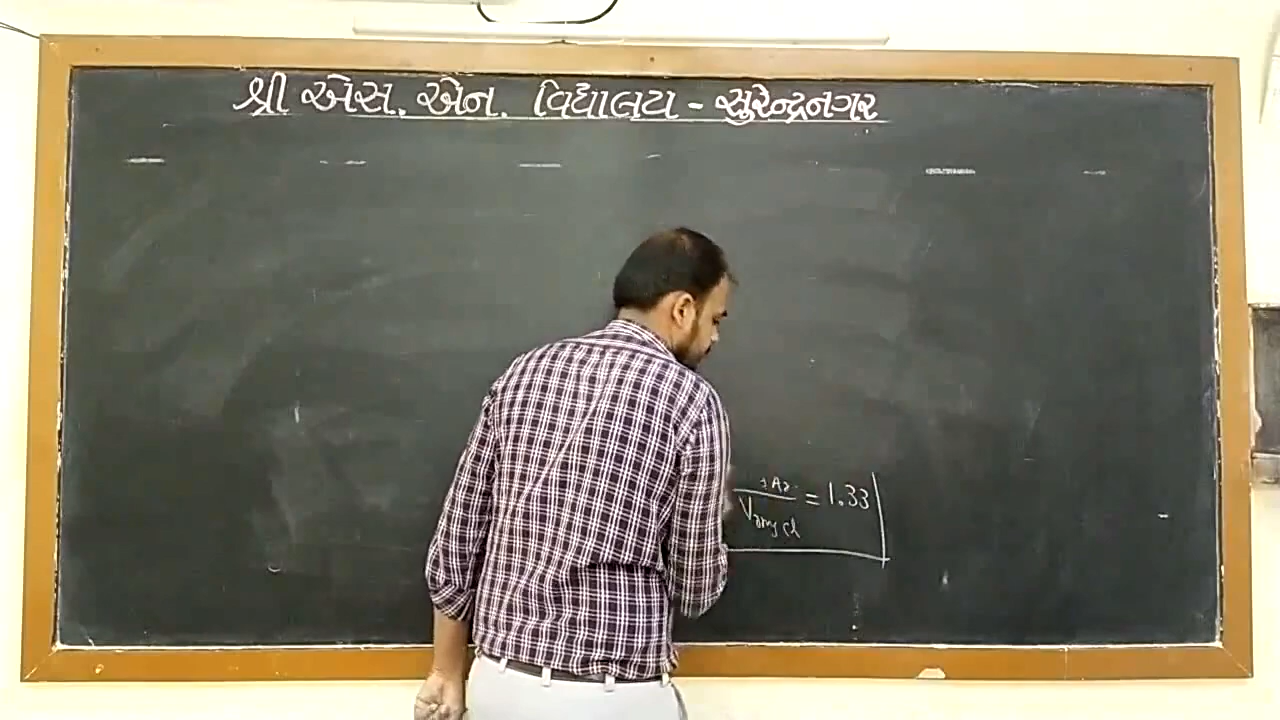 શ્રી એસ. એન. વિદ્યાલય - સુરેન્દ્રનગર
= 1.33